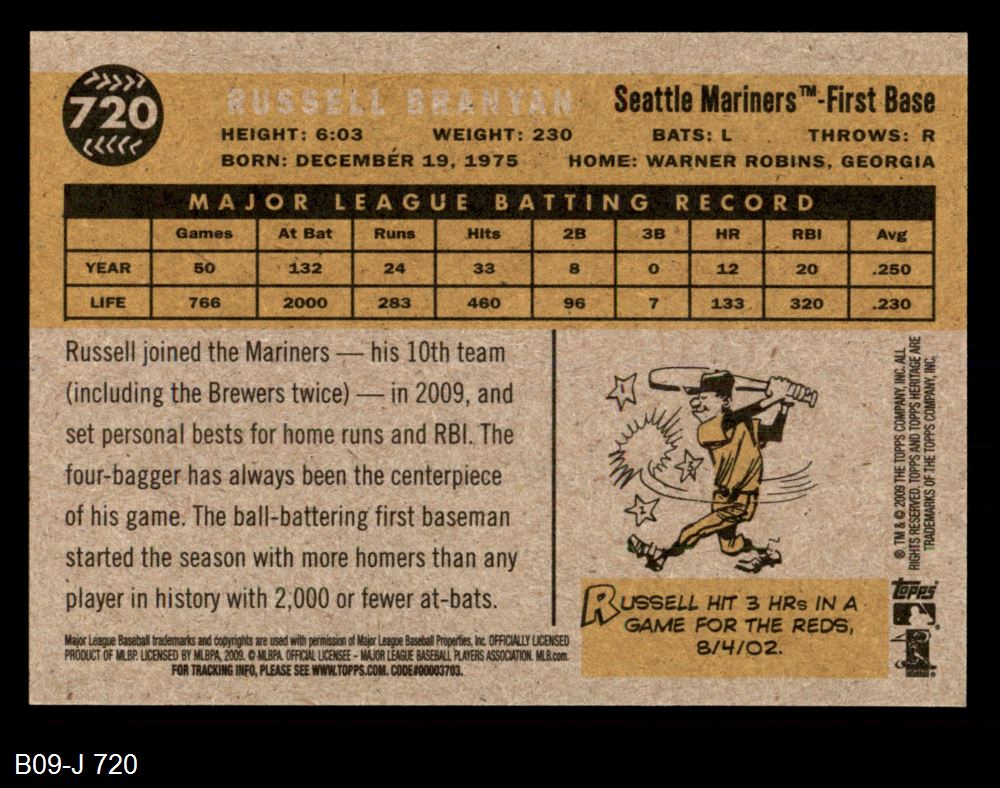 720
RUSSELL BRANYAN
Seattle Mariners™-First Base
HEIGHT: 6:03 WEIGHT: 230 BATS: L THROWS: R
BORN: DECEMBER 19, 1975 HOME: WARNER ROBINS, GEORGIA
MAJOR LEAGUE BATTING RECORD
Games At Bat Runs Hits 2B 3B HR RBI Avg
YEAR 50 132 24 33 8 0 12 20 .250
LIFE 766 2000 283 460 96 7 133 320 .230
Russell joined the Mariners — his 10th team
(including the Brewers twice) — in 2009, and
set personal bests for home runs and RBI. The
four-bagger has always been the centerpiece
of his game. The ball-battering first baseman
started the season with more homers than any
player in history with 2,000 or fewer at-bats.
Major League Baseball trademarks and copyrights are used with permission of Major League Baseball Properties, Inc. OFFICIALLY LICENSED
PRODUCT OF MLBP. LICENSED BY MLBPA, 2009. © MLBPA. OFFICIAL LICENSEE – MAJOR LEAGUE BASEBALL PLAYERS ASSOCIATION. MLB.com.
FOR TRACKING INFO, PLEASE SEE WWW.TOPPS.COM. CODE#00003703.
RUSSELL HIT 3 HRs IN A
GAME FOR THE REDS,
8/4/02.
® TM & © 2009 THE TOPPS COMPANY, INC. ALL
RIGHTS RESERVED. TOPPS AND TOPPS HERITAGE ARE
TRADEMARKS OF THE TOPPS COMPANY, INC.
Topps
B09-J 720